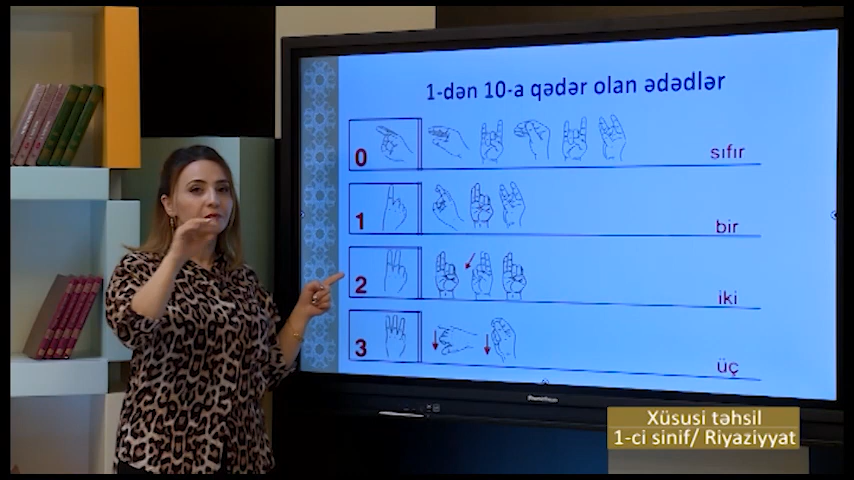 1-dən 10-a qədər olan ədədlər
0 sıfır
1 bir
2 iki
3 üç
Xüsusi təhsil
1-ci sinif/ Riyaziyyat